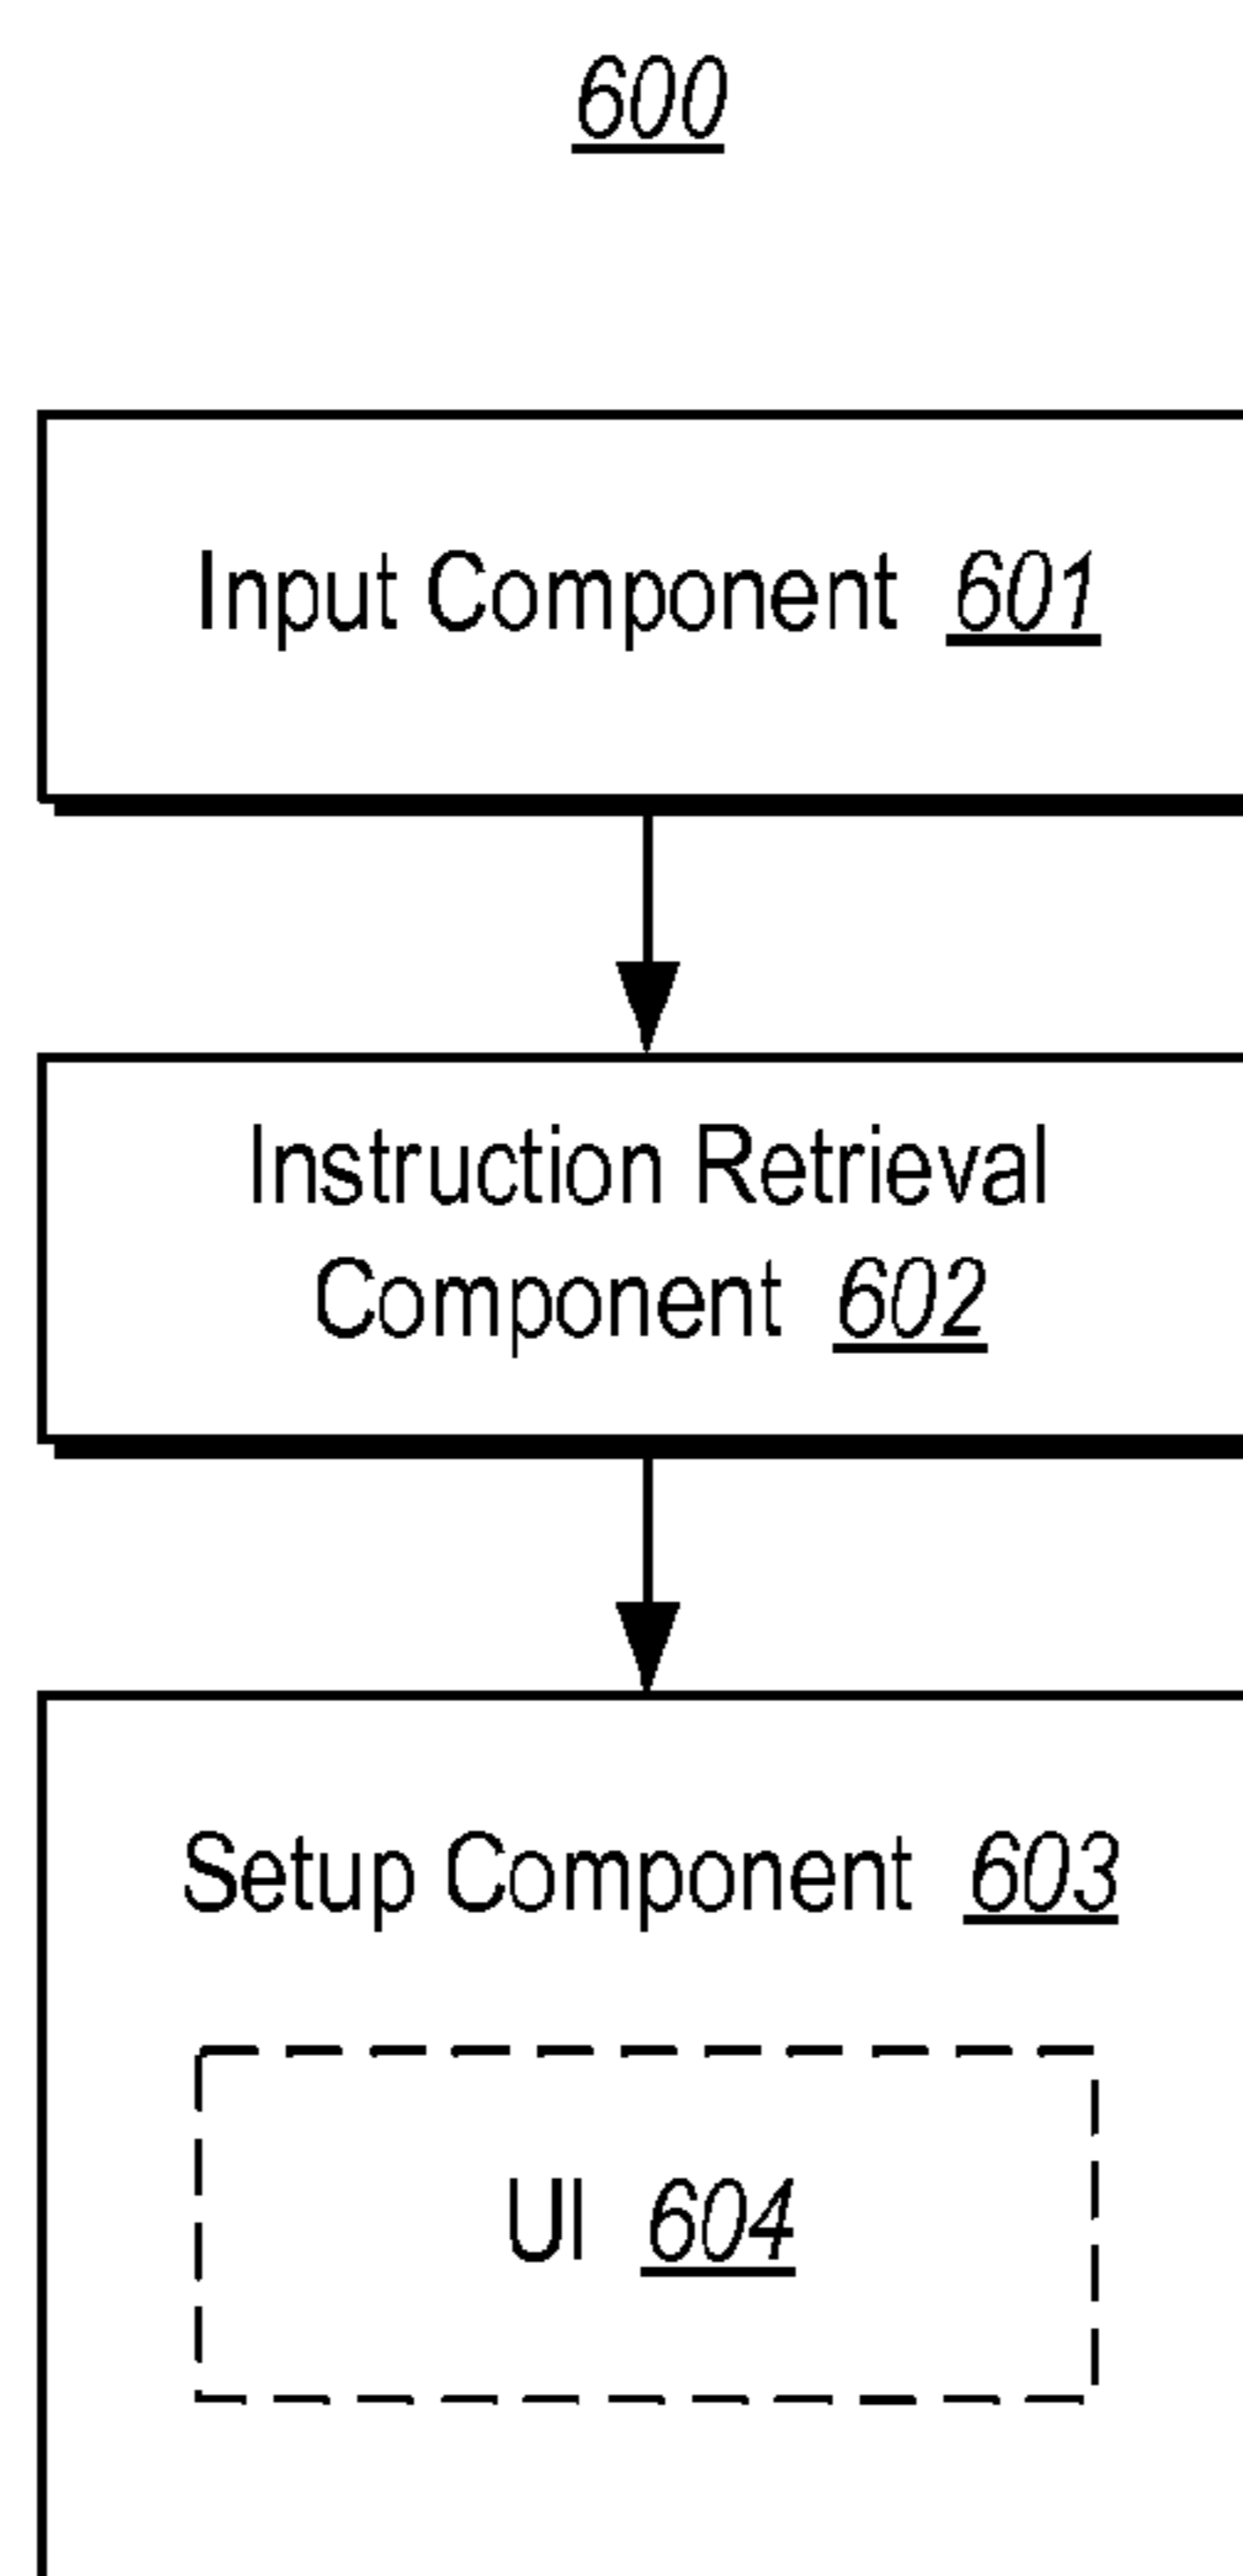 600
Input Component 601
Instruction Retrieval
Component 602
Setup Component 603
UI 604